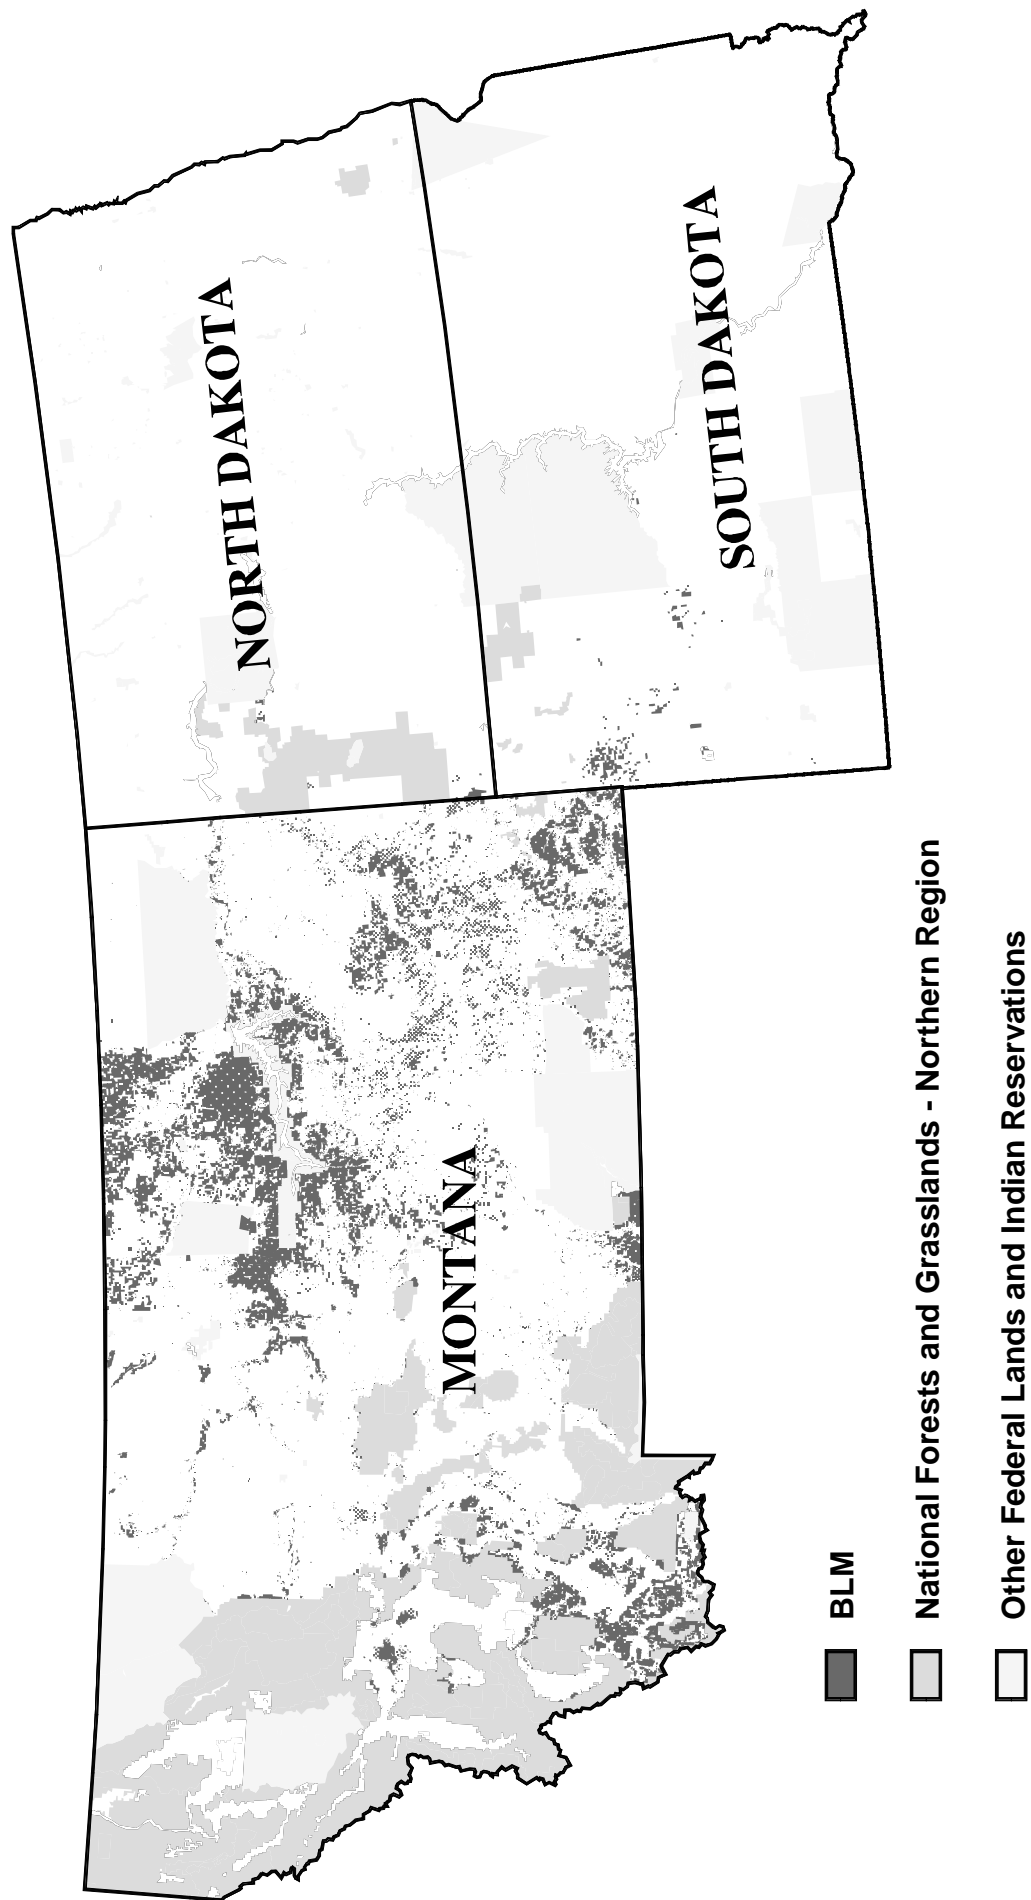 NORTH DAKOTA
MONTANA
SOUTH DAKOTA
BLM
National Forests and Grasslands - Northern Region
Other Federal Lands and Indian Reservations